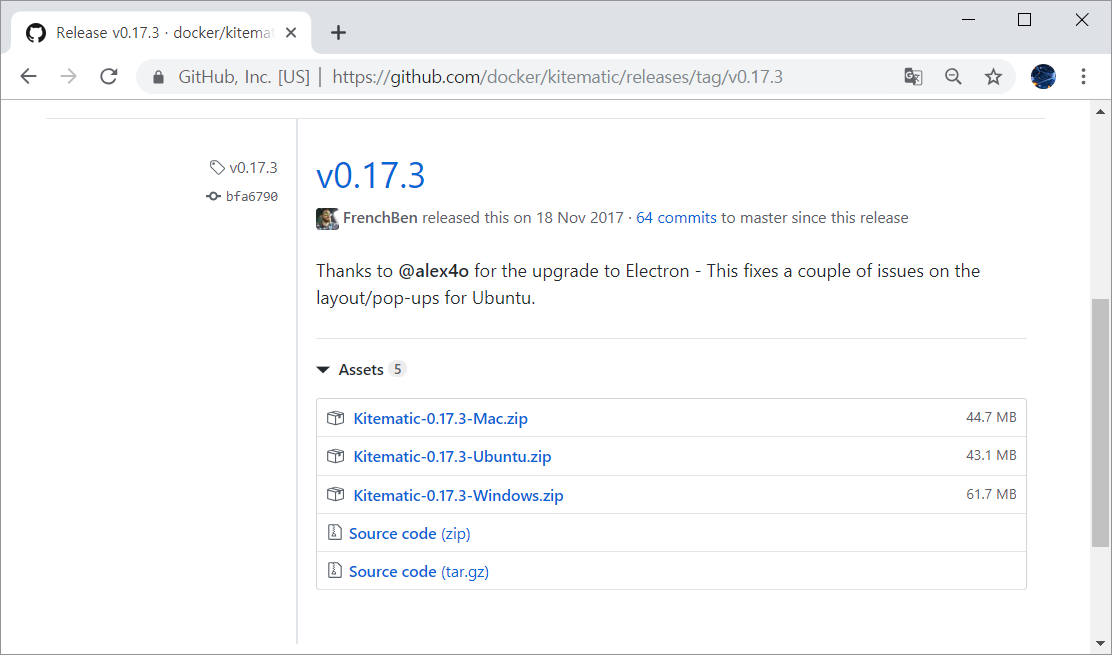 Release v0.17.3 · docker/kitemat
GitHub, Inc. [US] | https://github.com/docker/kitematic/releases/tag/v0.17.3
v0.17.3
bfa6790
v0.17.3
FrenchBen released this on 18 Nov 2017 · 64 commits to master since this release
Thanks to @alex4o for the upgrade to Electron - This fixes a couple of issues on the
layout/pop-ups for Ubuntu.
Assets 5
Kitematic-0.17.3-Mac.zip 44.7 MB
Kitematic-0.17.3-Ubuntu.zip 43.1 MB
Kitematic-0.17.3-Windows.zip 61.7 MB
Source code (zip)
Source code (tar.gz)